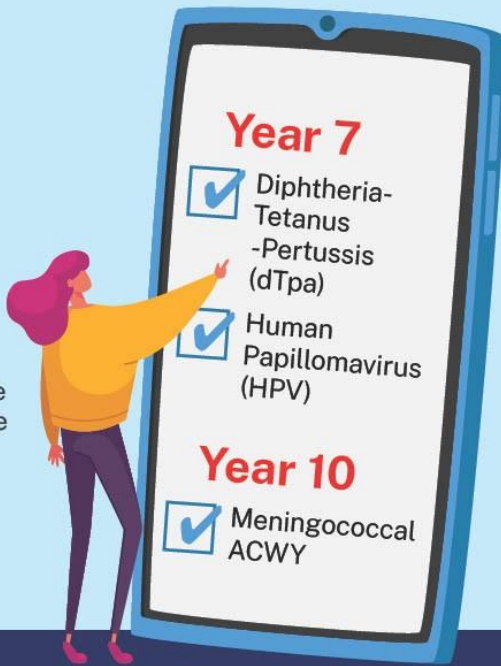 Year 7
Diphtheria-
Tetanus
-Pertussis
(dTpa)
Human
Papillomavirus
(HPV)
Year 10
Meningococcal
ACWY